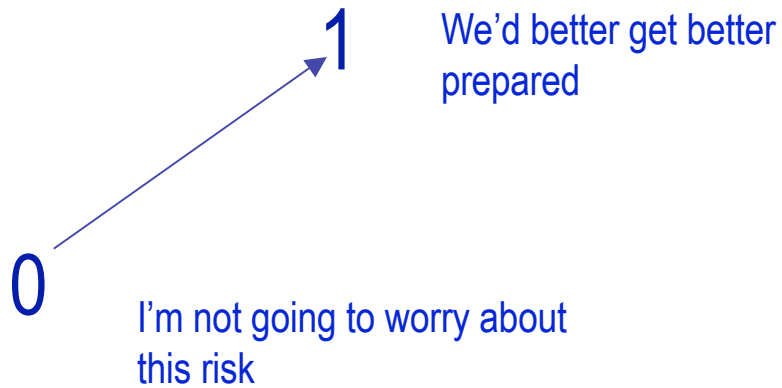 1
We’d better get better
prepared
0
I’m not going to worry about
this risk